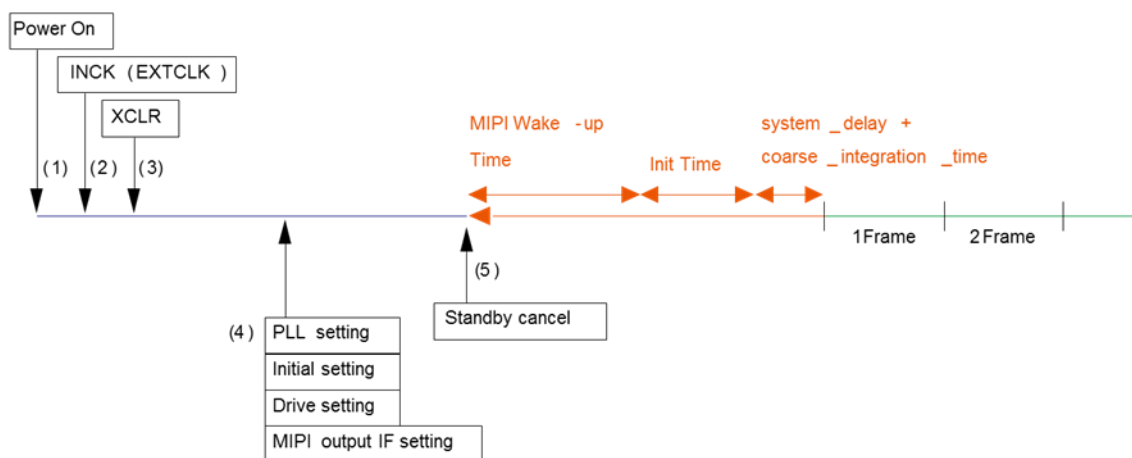 Power On
INCK (EXTCLK )
XCLR
(1)
(2)
(3)
MIPI Wake -up
Time
Init Time
system _delay +
coarse _integration _time
1Frame
2Frame
(5)
Standby cancel
(4)
PLL setting
Initial setting
Drive setting
MIPI output IF setting